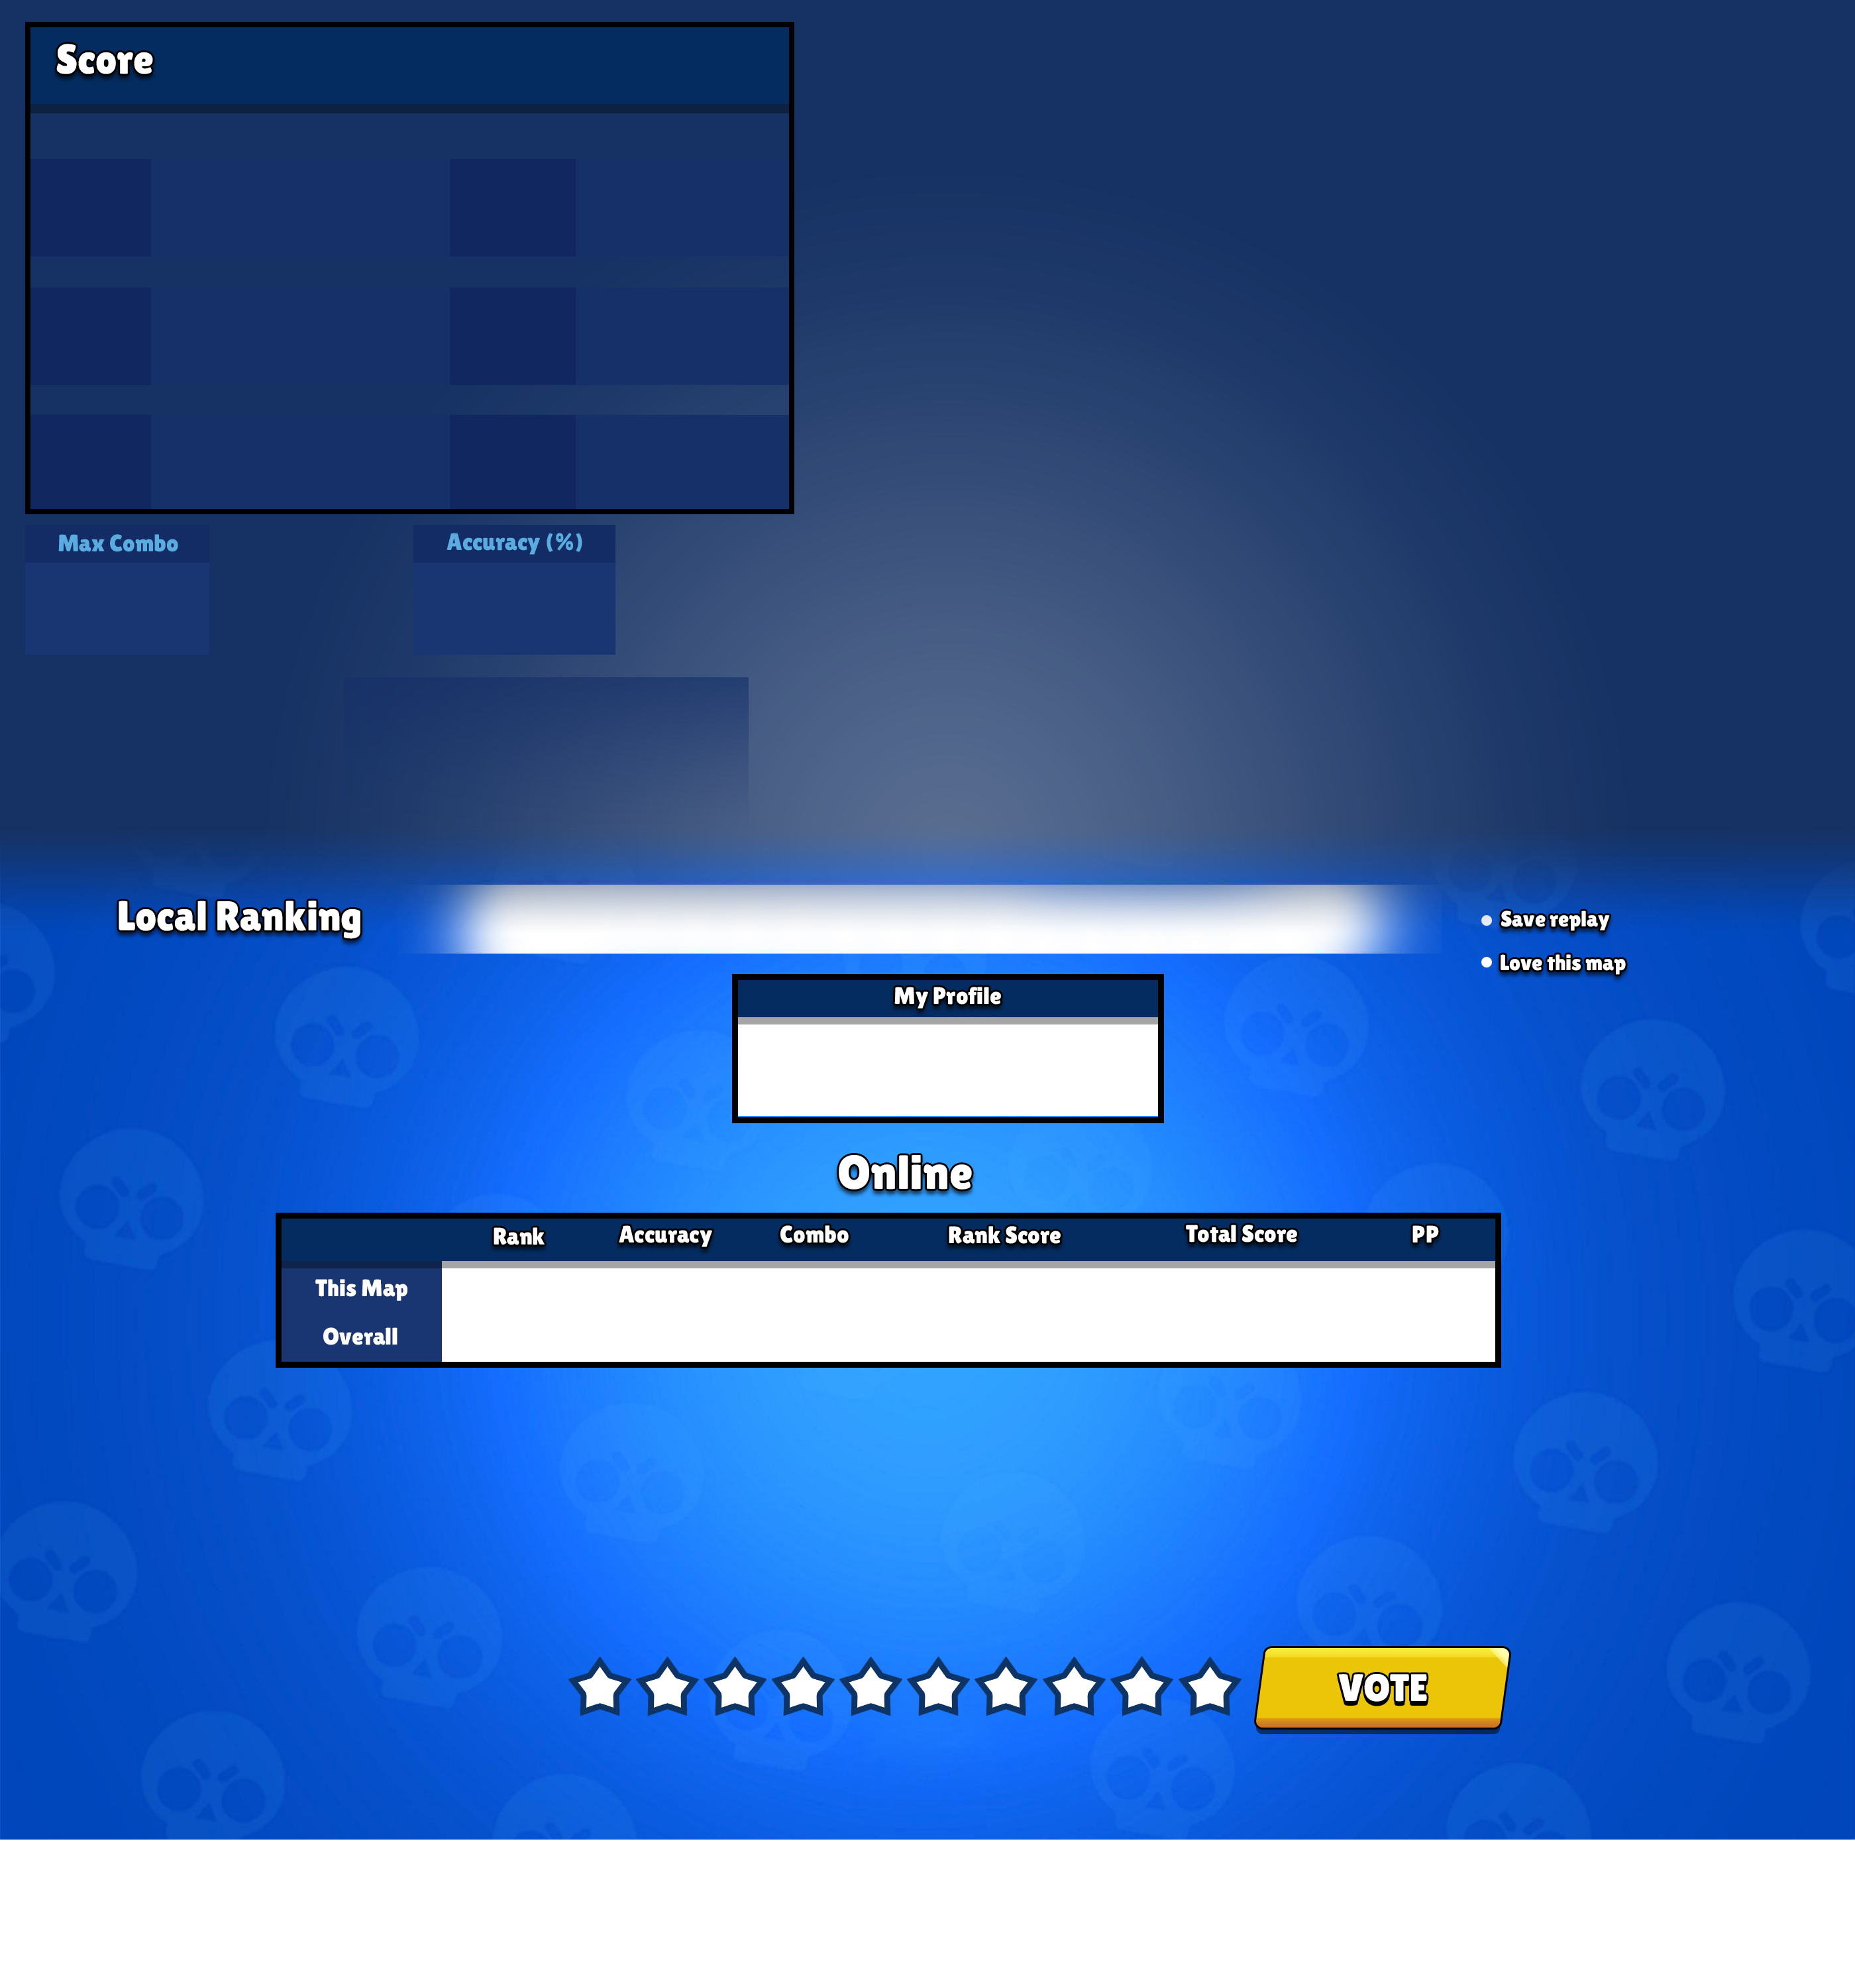 Score
Max Combo
Accuracy (%)
Local Ranking
Save replay
Love this map
My Profile
Online
Rank Accuracy Combo Rank Score Total Score PP
This Map
Overall
VOTE